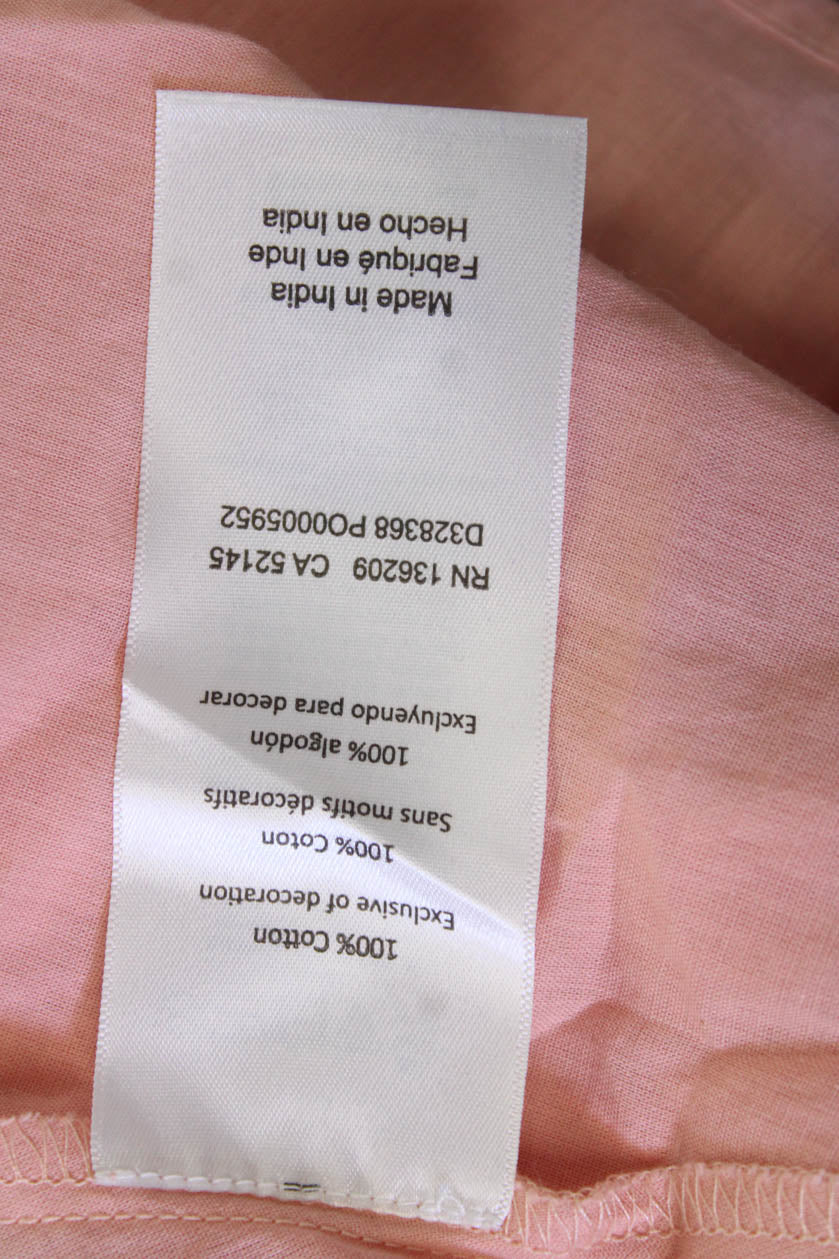 100% Cotton
Exclusive of decoration
100% Coton
Sans motifs décoratifs
100% algodón
Excluyendo para decorar
RN 136209 CA 52145
D328368 PO0005952
Made in India
Fabriqué en Inde
Hecho en India